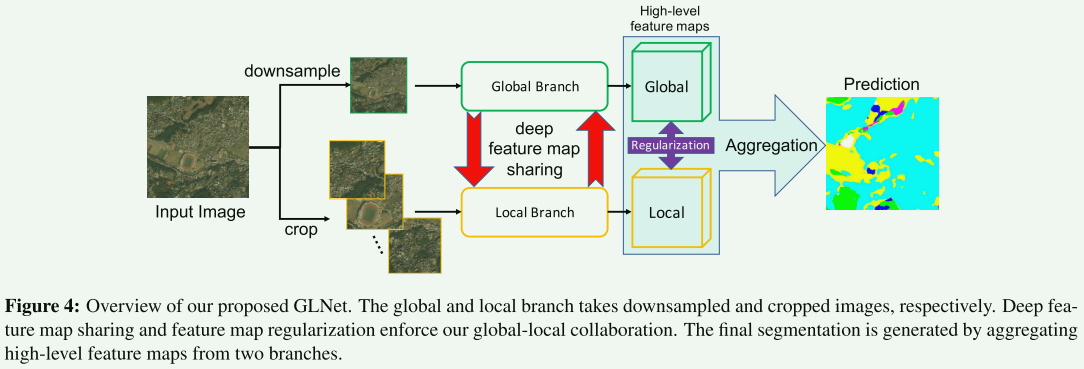 High-level
feature maps
downsample
Global Branch
Global
Prediction
deep
feature map
sharing
Regularization
Aggregation
Input Image
crop
Local Branch
Local
Figure 4: Overview of our proposed GLNet. The global and local branch takes downsampled and cropped images, respectively. Deep fea-
ture map sharing and feature map regularization enforce our global-local collaboration. The final segmentation is generated by aggregating
high-level feature maps from two branches.